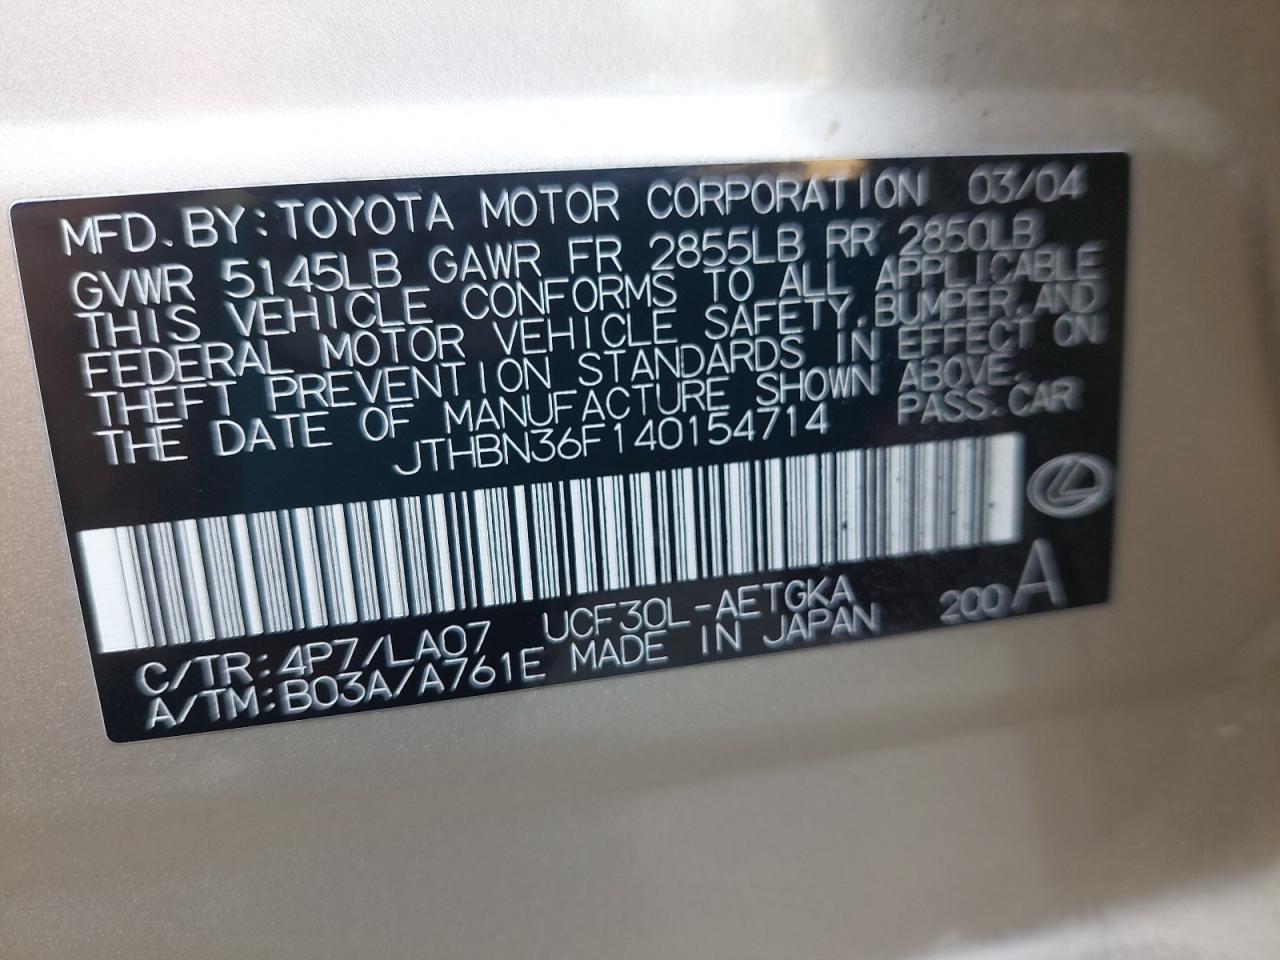 MFD. BY: TOYOTA MOTOR CORPORATION 03/04
GVWR 5145LB GAWR FR 2855LB RR 2850LB
THIS VEHICLE CONFORMS TO ALL APPLICABLE
FEDERAL MOTOR VEHICLE SAFETY, BUMPER, AND
THEFT PREVENTION STANDARDS IN EFFECT ON
THE DATE OF MANUFACTURE SHOWN ABOVE.
JTHBN36F140154714 PASS. CAR
C/TR: 4P7/LA07 UCF30L-AETGKA 200A
A/TM: B03A/A761E MADE IN JAPAN